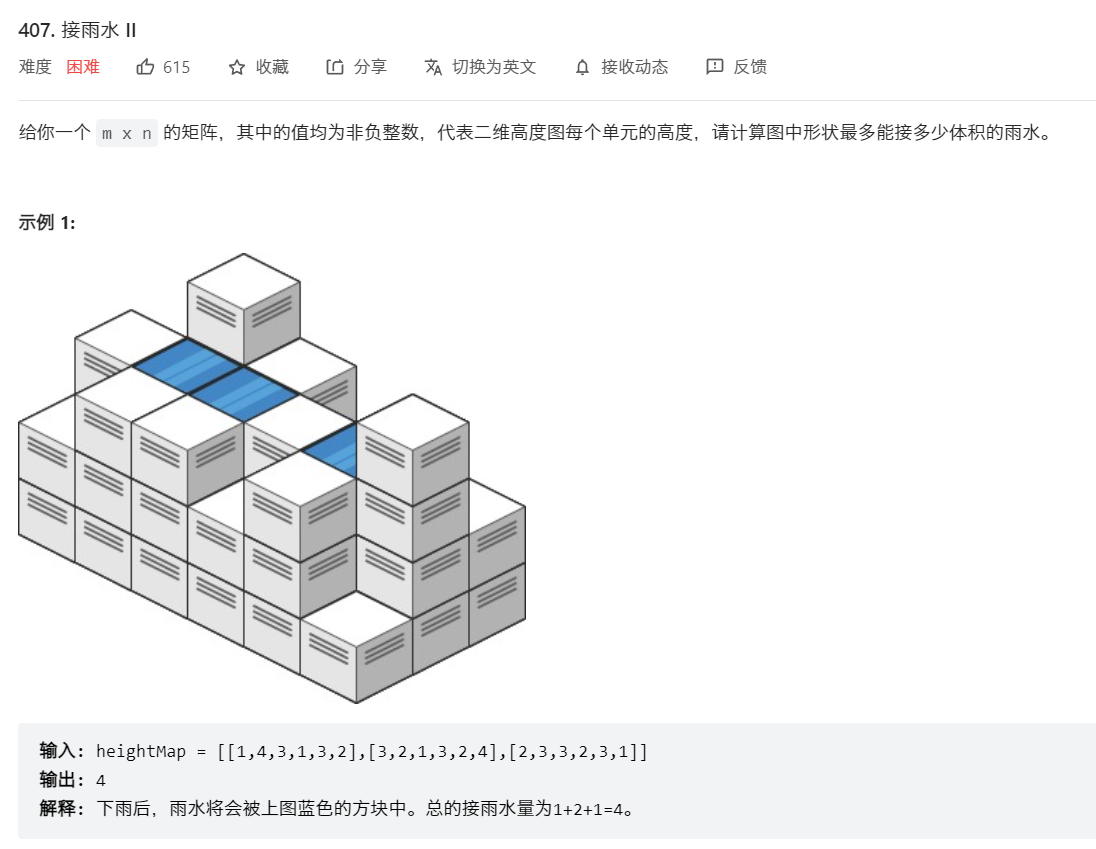 407. 接雨水 II
难度 困难 615 收藏 分享 切换为英文 接收动态 反馈
给你一个 m x n 的矩阵，其中的值均为非负整数，代表二维高度图每个单元的高度，请计算图中形状最多能接多少体积的雨水。
示例 1:
输入: heightMap = [[1,4,3,1,3,2],[3,2,1,3,2,4],[2,3,3,2,3,1]]
输出: 4
解释: 下雨后，雨水将会被上图蓝色的方块中。总的接雨水量为1+2+1=4。